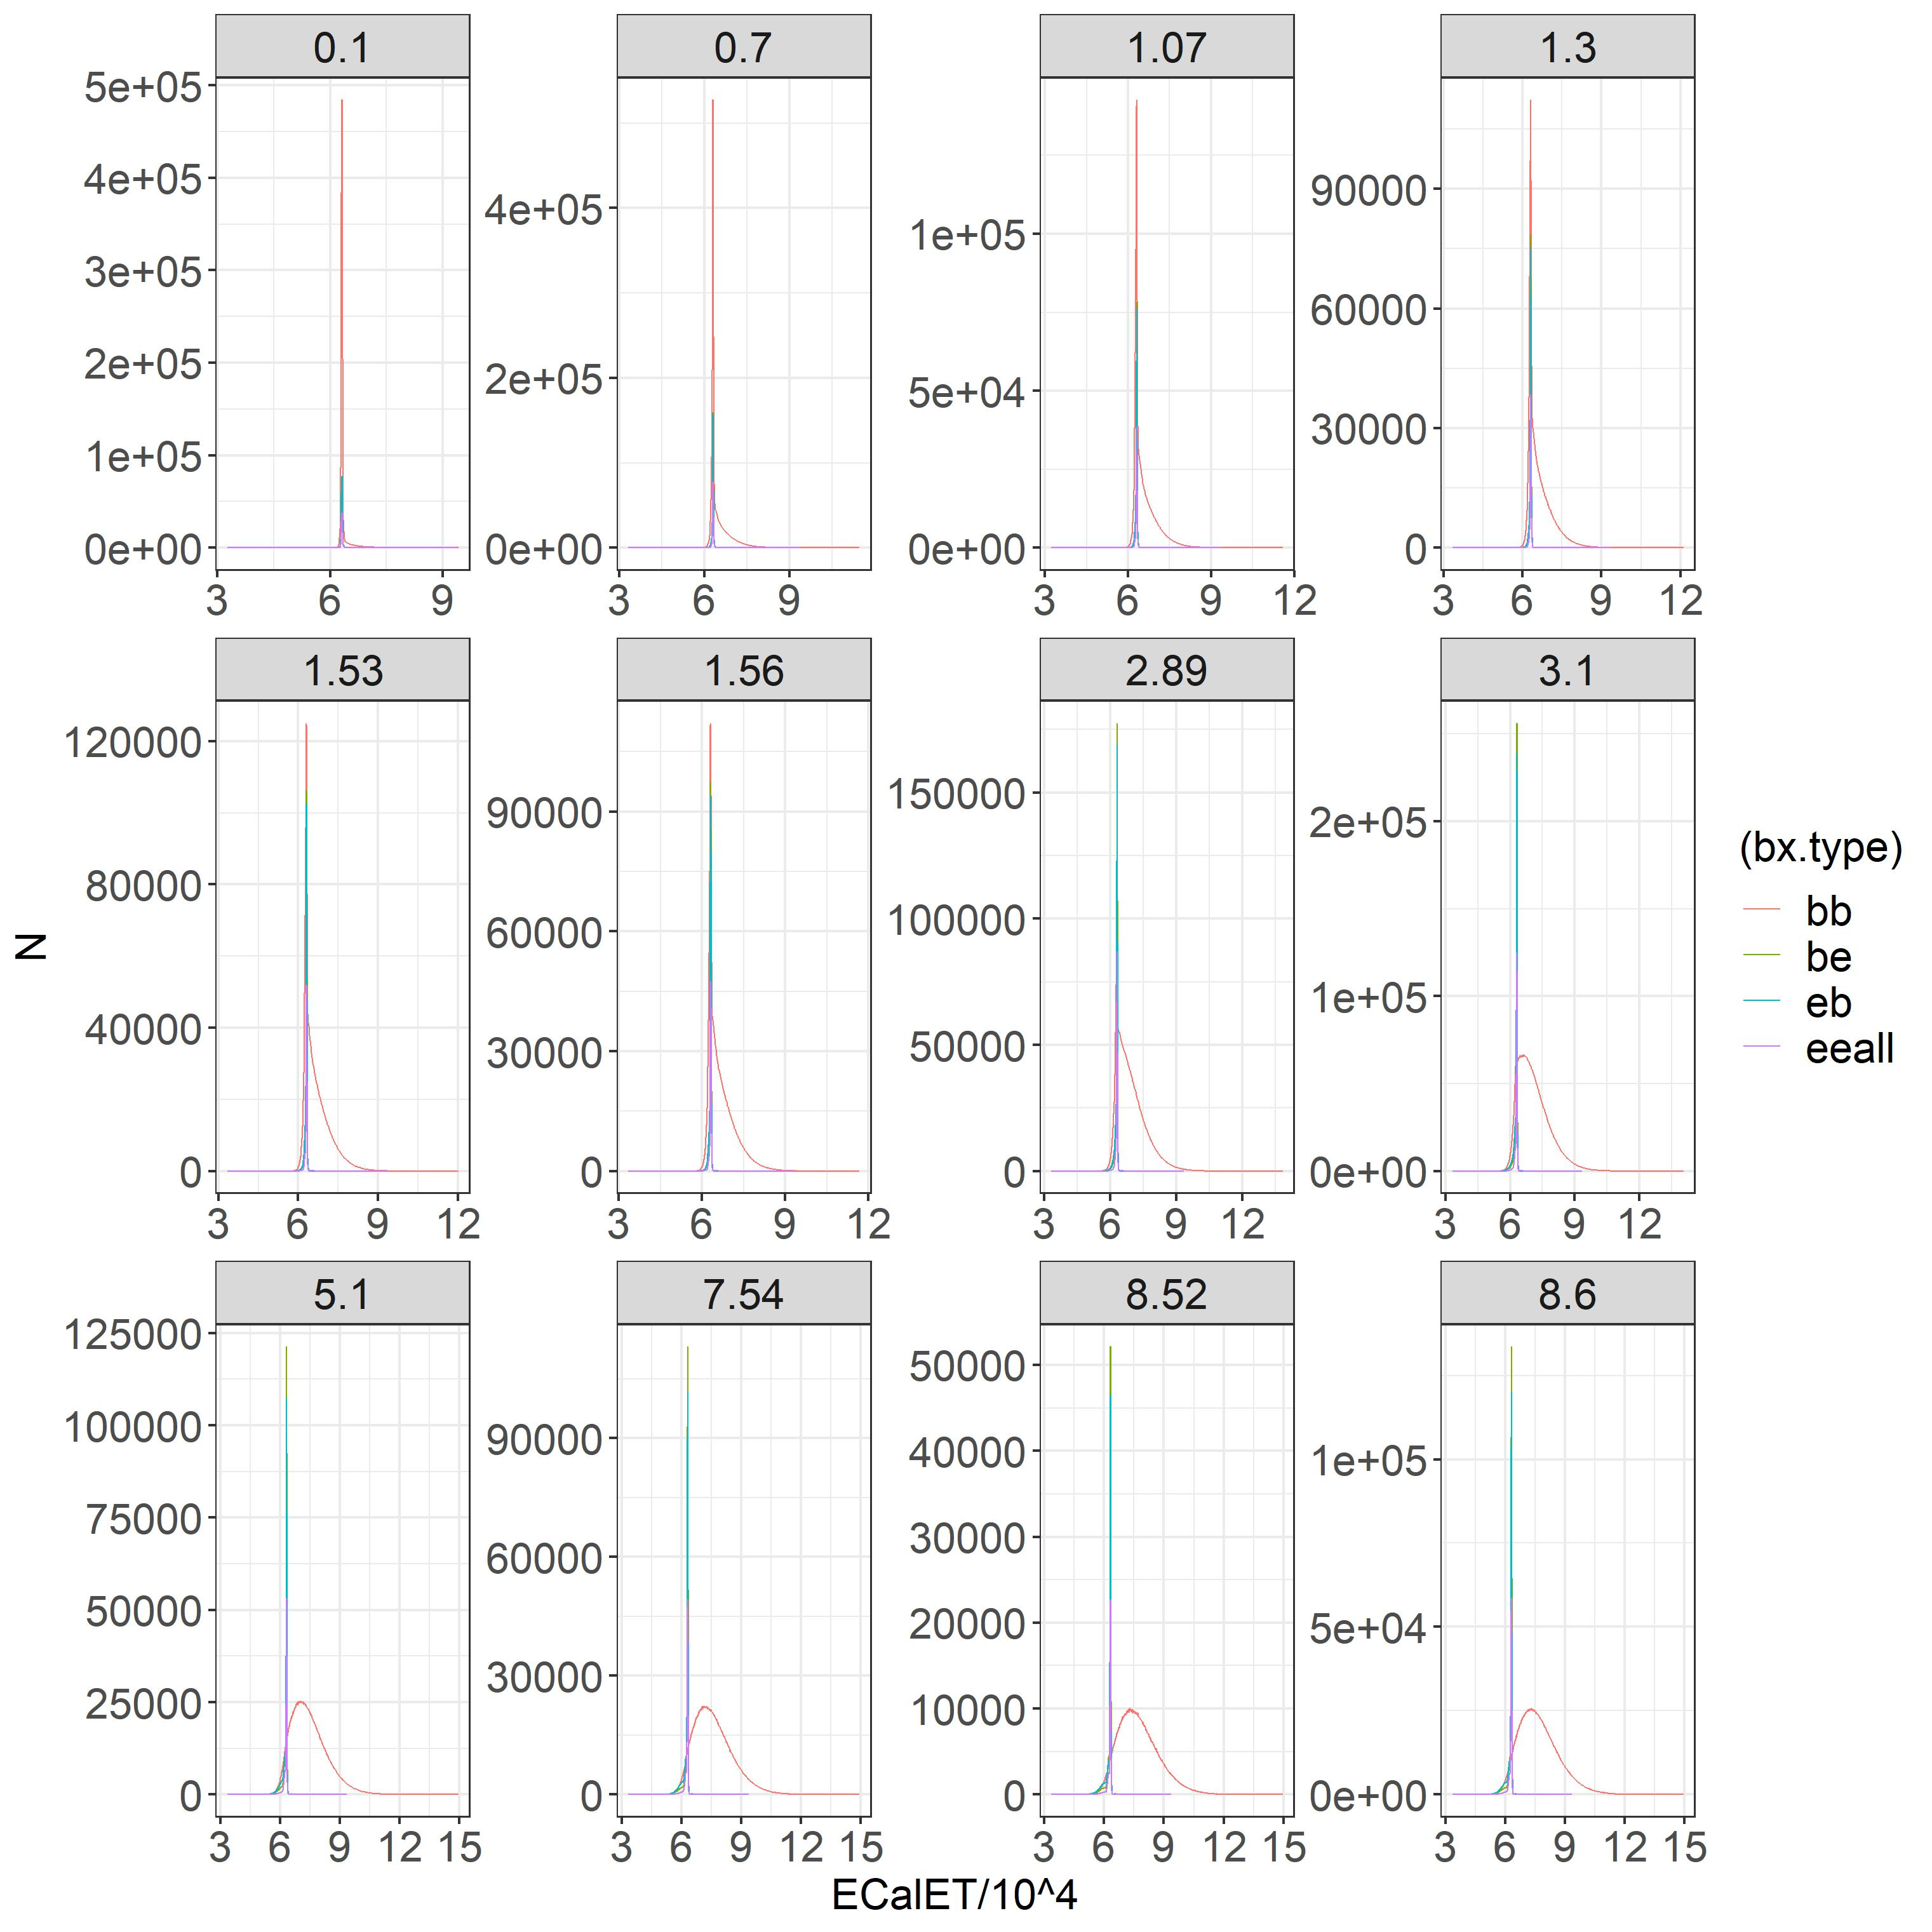 0.1
0.7
1.07
1.3
5e+05
4e+05
3e+05
2e+05
1e+05
0e+00
3 6 9
4e+05
2e+05
0e+00
3 6 9
1e+05
5e+04
0e+00
3 6 9 12
90000
60000
30000
0
3 6 9 12
1.53
1.56
2.89
3.1
120000
80000
40000
0
3 6 9 12
90000
60000
30000
0
3 6 9 12
150000
100000
50000
0
3 6 9 12
2e+05
1e+05
0e+00
3 6 9 12
5.1
7.54
8.52
8.6
125000
100000
75000
50000
25000
0
3 6 9 12 15
90000
60000
30000
0
3 6 9 12 15
50000
40000
30000
20000
10000
0
3 6 9 12 15
1e+05
5e+04
0e+00
3 6 9 12 15
N
ECalET/10^4
(bx.type)
bb
be
eb
eeall